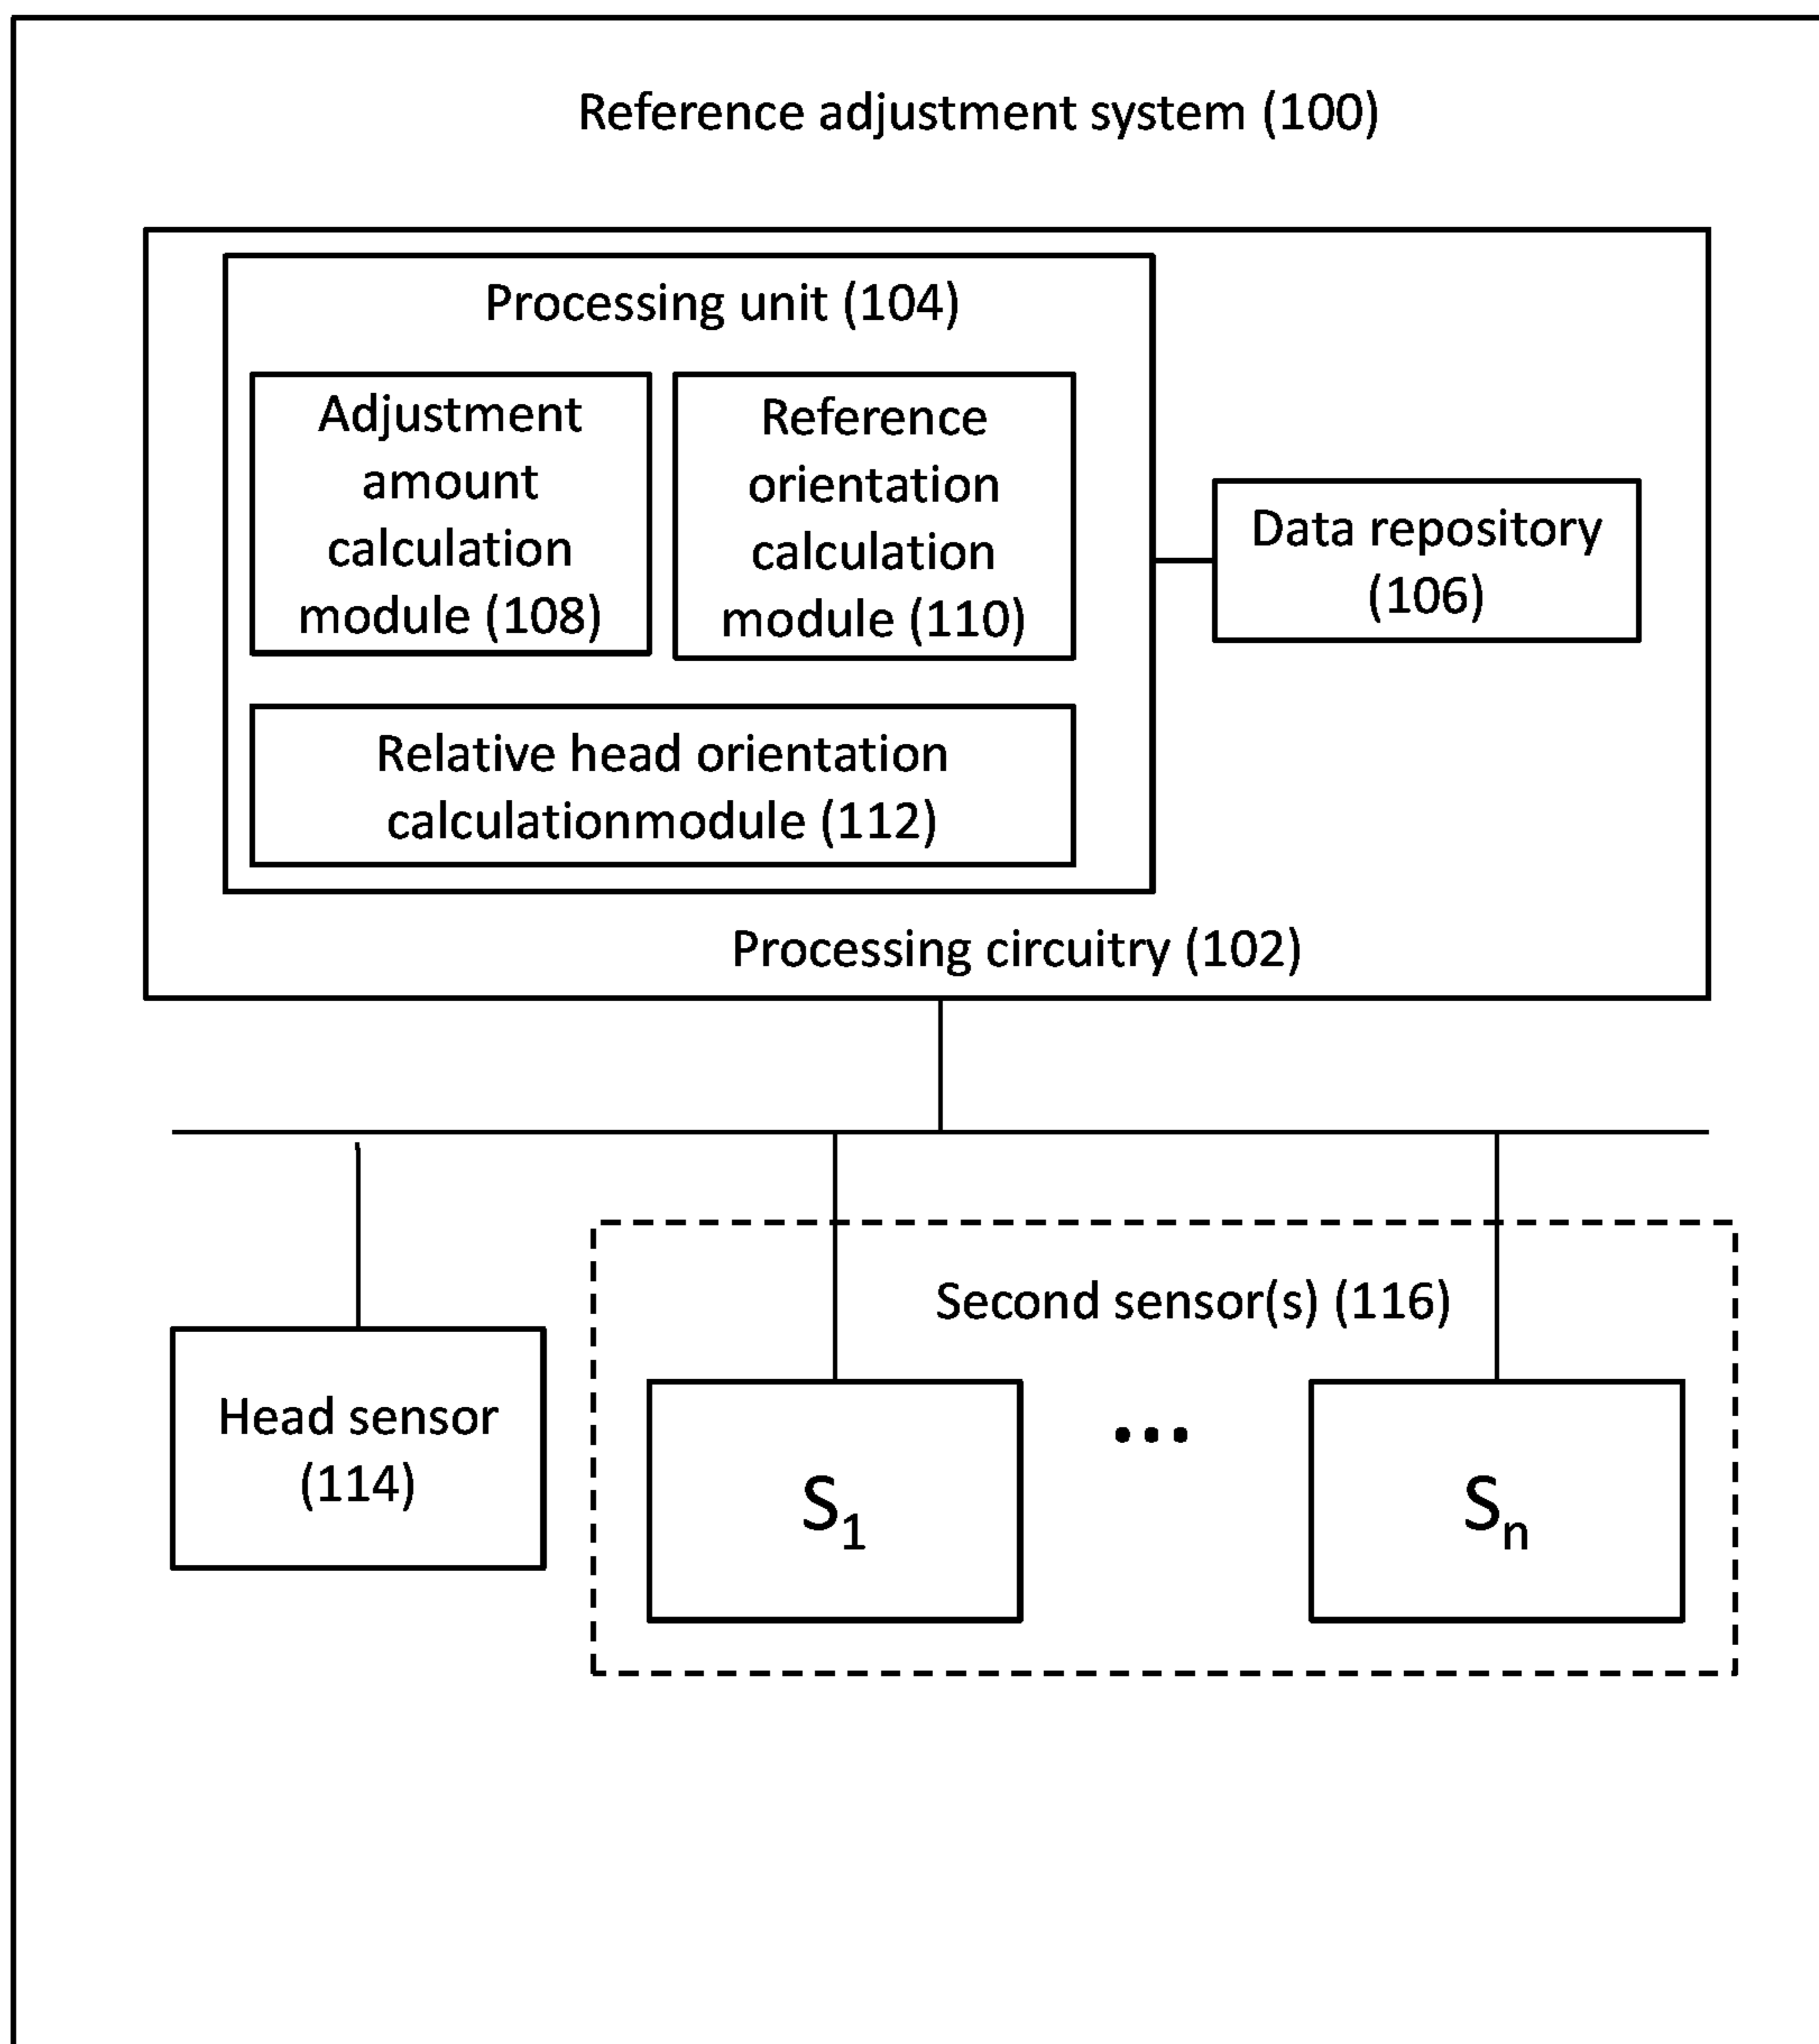 Reference adjustment system (100)
Processing unit (104)
Adjustment
amount
calculation
module (108)
Reference
orientation
calculation
module (110)
Data repository
(106)
Relative head orientation
calculationmodule (112)
Processing circuitry (102)
Second sensor(s) (116)
Head sensor
(114)
S1
...
Sn